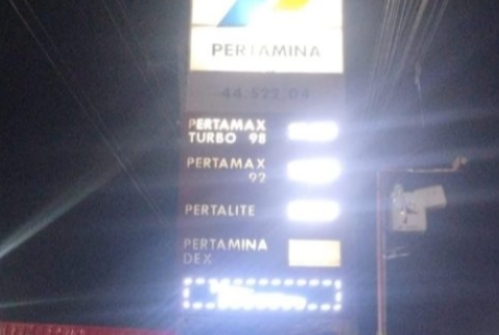 PERTAMINA
44.522.04
PERTAMAX
TURBO 98
PERTAMAX
92
PERTALITE
PERTAMINA
DEX